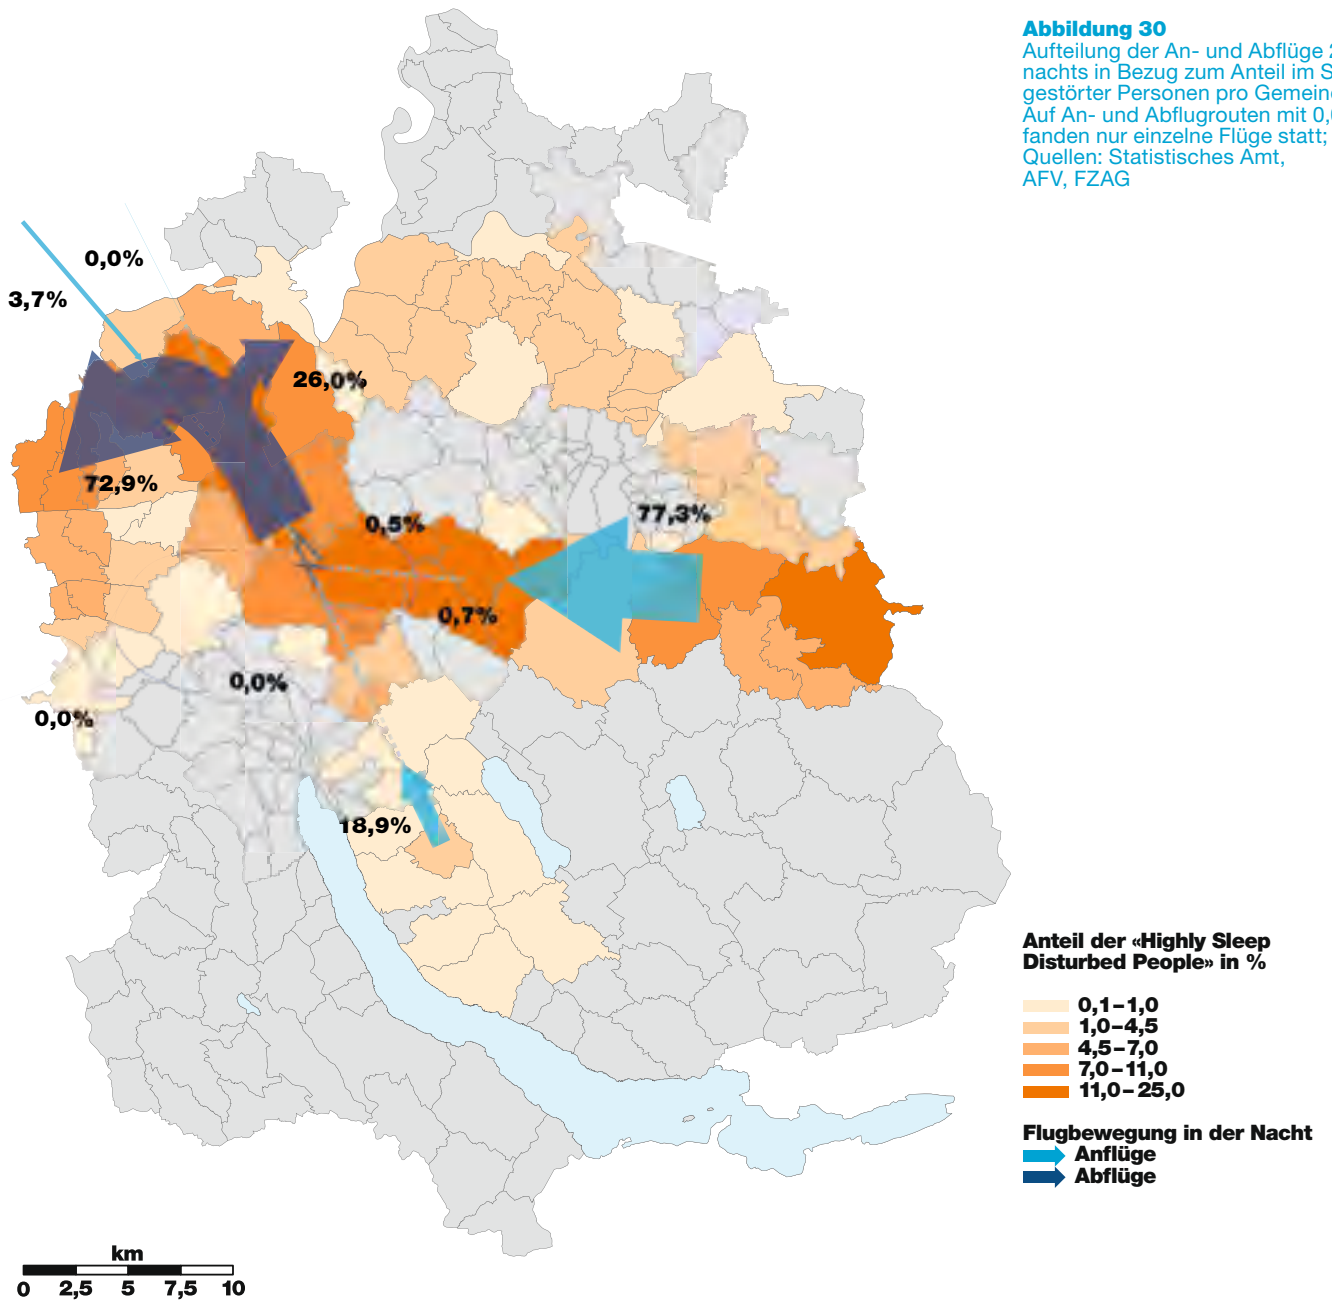 Abbildung 30
Aufteilung der An- und Abflüge
nachts in Bezug zum Anteil im
gestörter Personen pro
Auf An- und Abflugrouten mit
fanden nur einzelne Flüge statt;
Quellen: Statistisches Amt,
AFV, FZAG
0,0%
3,7%
26,0%
72,9%
0,5%
77,3%
0,7%
0,0%
0,0%
18,9%
Anteil der «Highly Sleep
Disturbed People» in %
0,1–1,0
1,0–4,5
4,5–7,0
7,0–11,0
11,0–25,0
Flugbewegung in der Nacht
Anflüge
Abflüge
km
0 2,5 5 7,5 10